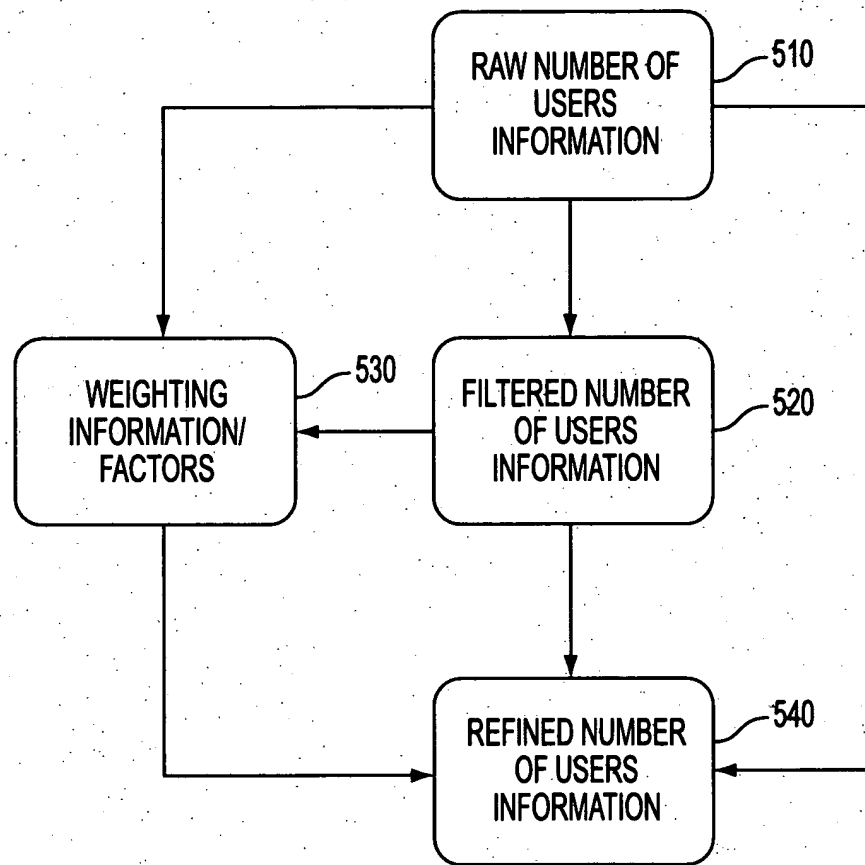 RAW NUMBER OF
USERS
INFORMATION
510
WEIGHTING
INFORMATION/
FACTORS
530
FILTERED NUMBER
OF USERS
INFORMATION
520
REFINED NUMBER
OF USERS
INFORMATION
540